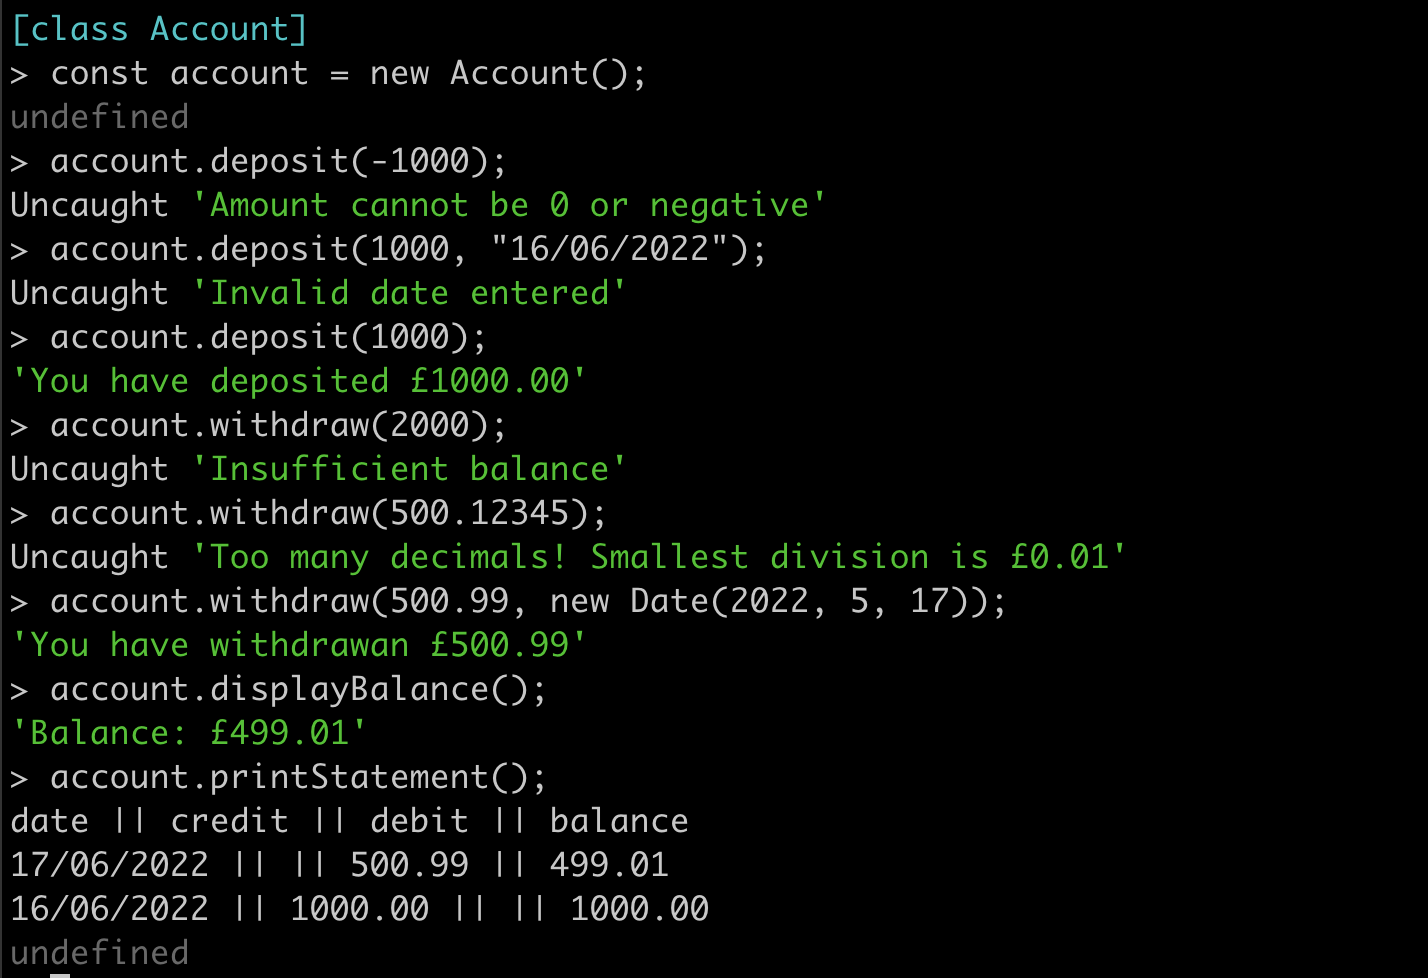 [class Account]
> const account = new Account();
undefined
> account.deposit(-1000);
Uncaught 'Amount cannot be 0 or negative'
> account.deposit(1000, "16/06/2022");
Uncaught 'Invalid date entered'
> account.deposit(1000);
'You have deposited £1000.00'
> account.withdraw(2000);
Uncaught 'Insufficient balance'
> account.withdraw(500.12345);
Uncaught 'Too many decimals! Smallest division is £0.01'
> account.withdraw(500.99, new Date(2022, 5, 17));
'You have withdrawan £500.99'
> account.displayBalance();
'Balance: £499.01'
> account.printStatement();
date || credit || debit || balance
17/06/2022 || || 500.99 || 499.01
16/06/2022 || 1000.00 || || 1000.00
undefined